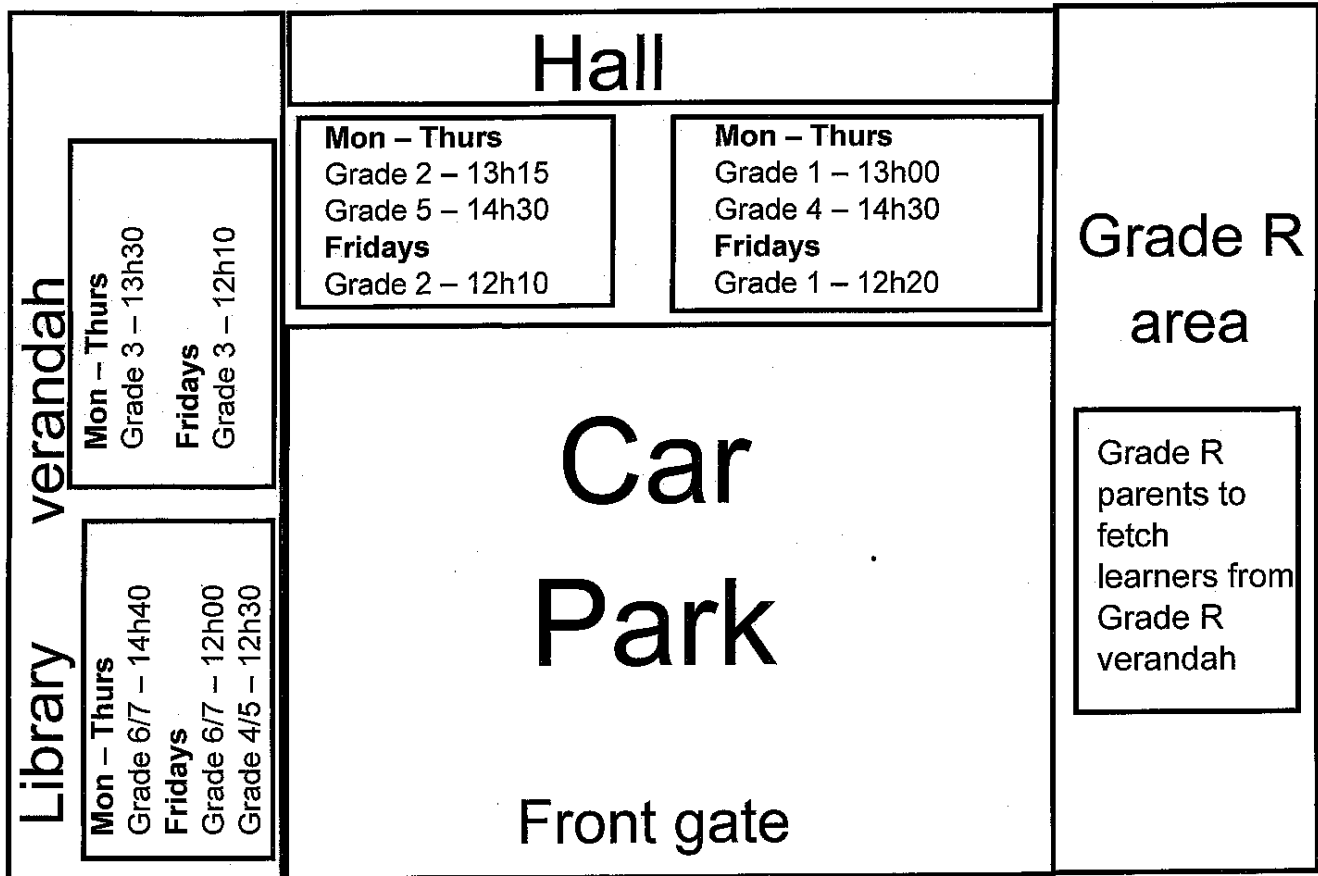 Hall
Mon – Thurs
Grade 2 – 13h15
Grade 5 – 14h30
Fridays
Grade 2 – 12h10
Mon – Thurs
Grade 1 – 13h00
Grade 4 – 14h30
Fridays
Grade 1 – 12h20
Library verandah
Mon – Thurs
Grade 3 – 13h30
Fridays
Grade 3 – 12h10
Mon – Thurs
Grade 6/7 – 14h40
Fridays
Grade 6/7 – 12h00
Grade 4/5 – 12h30
Car
Park
Front gate
Grade R
area
Grade R
parents to
fetch
learners from
Grade R
verandah